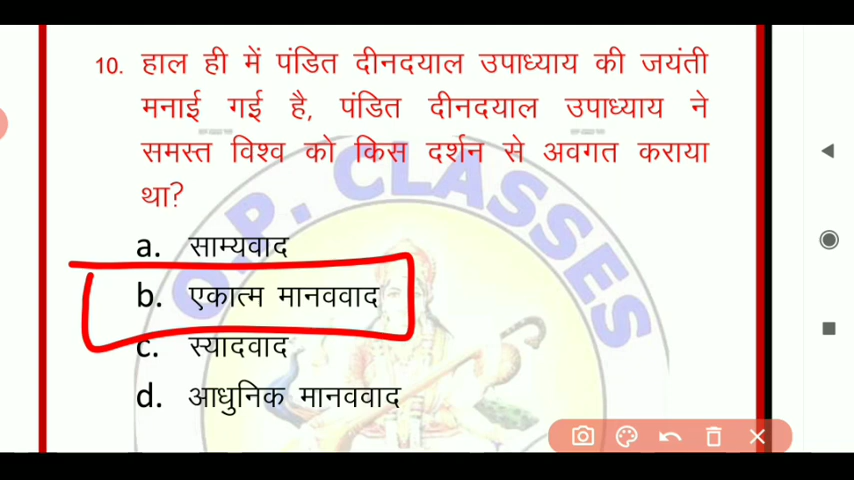 10. हाल ही में पंडित दीनदयाल उपाध्याय की जयंती
मनाई गई है, पंडित दीनदयाल उपाध्याय ने
समस्त विश्व को किस दर्शन से अवगत कराया
था?
a. साम्यवाद
b. एकात्म मानववाद
c. स्यादवाद
d. आधुनिक मानववाद
O.P. CLASSES